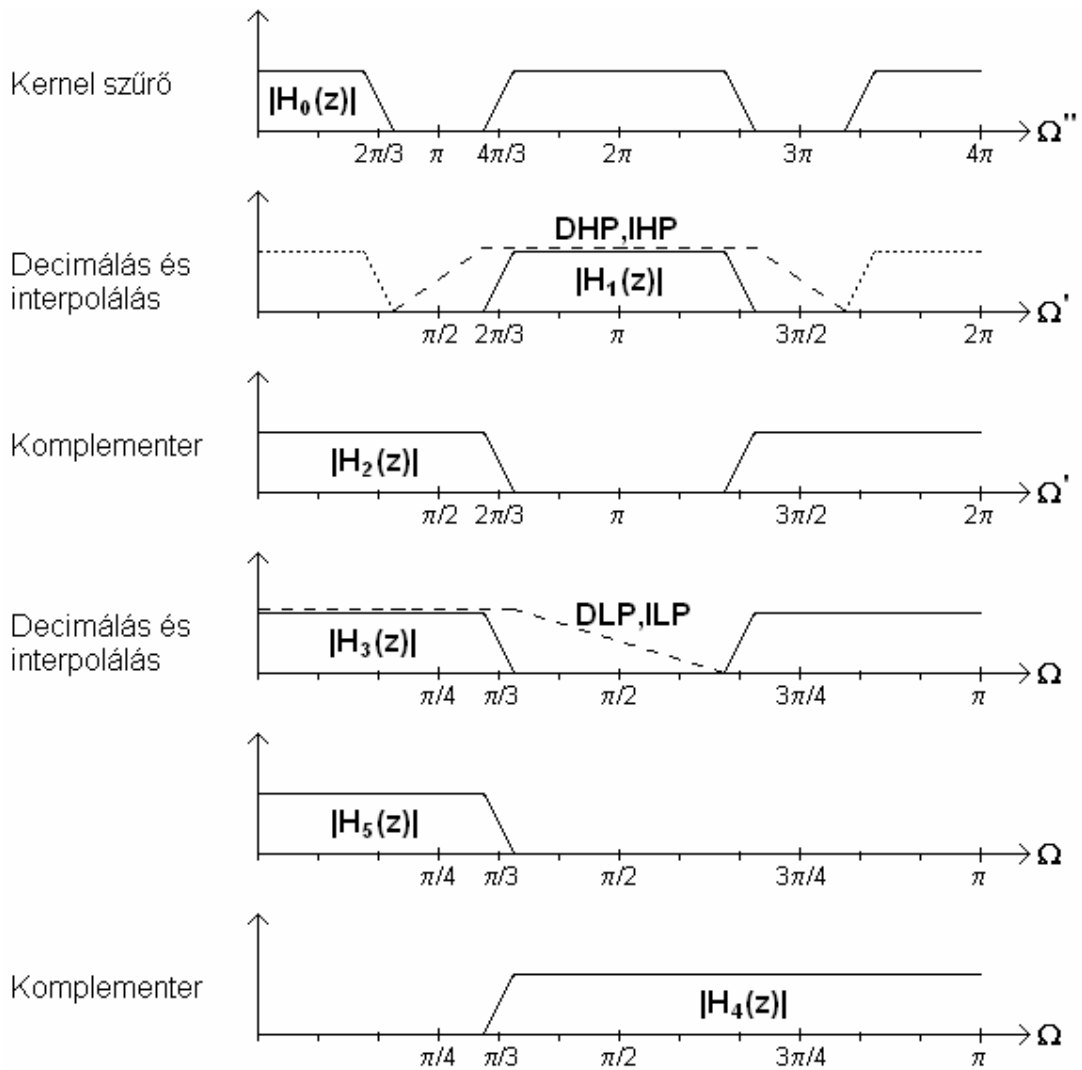 Kernel szűrő
|H₀(z)|
Ω''
2π/3 π 4π/3 2π 3π 4π
Decimálás és
interpolálás
DHP,IHP
|H₁(z)|
Ω'
π/2 2π/3 π 3π/2 2π
Komplementer
|H₂(z)|
Ω'
π/2 2π/3 π 3π/2 2π
Decimálás és
interpolálás
DLP,ILP
|H₃(z)|
Ω
π/4 π/3 π/2 3π/4 π
|H₅(z)|
Ω
π/4 π/3 π/2 3π/4 π
Komplementer
|H₄(z)|
Ω
π/4 π/3 π/2 3π/4 π